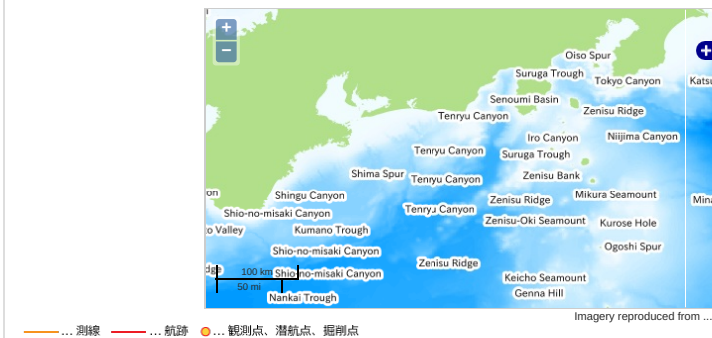 +
−
Oiso Spur
Suruga Trough
Tokyo Canyon
Senoumi Basin
Zenisu Ridge
Tenryu Canyon
Iro Canyon
Niijima Canyon
Tenryu Canyon
Suruga Trough
Shima Spur
Tenryu Canyon
Zenisu Bank
Shingu Canyon
Zenisu Ridge
Mikura Seamount
Shio-no-misaki Canyon
Tenryu Canyon
Zenisu-Oki Seamount
Kurose Hole
Valley
Kumano Trough
Ogoshi Spur
Shio-no-misaki Canyon
Zenisu Ridge
Shio-no-misaki Canyon
Keicho Seamount
Genna Hill
Nankai Trough
100 km
50 mi
Imagery reproduced from ...
... 測線 ... 航跡 ... 観測点、潜航点、掘削点